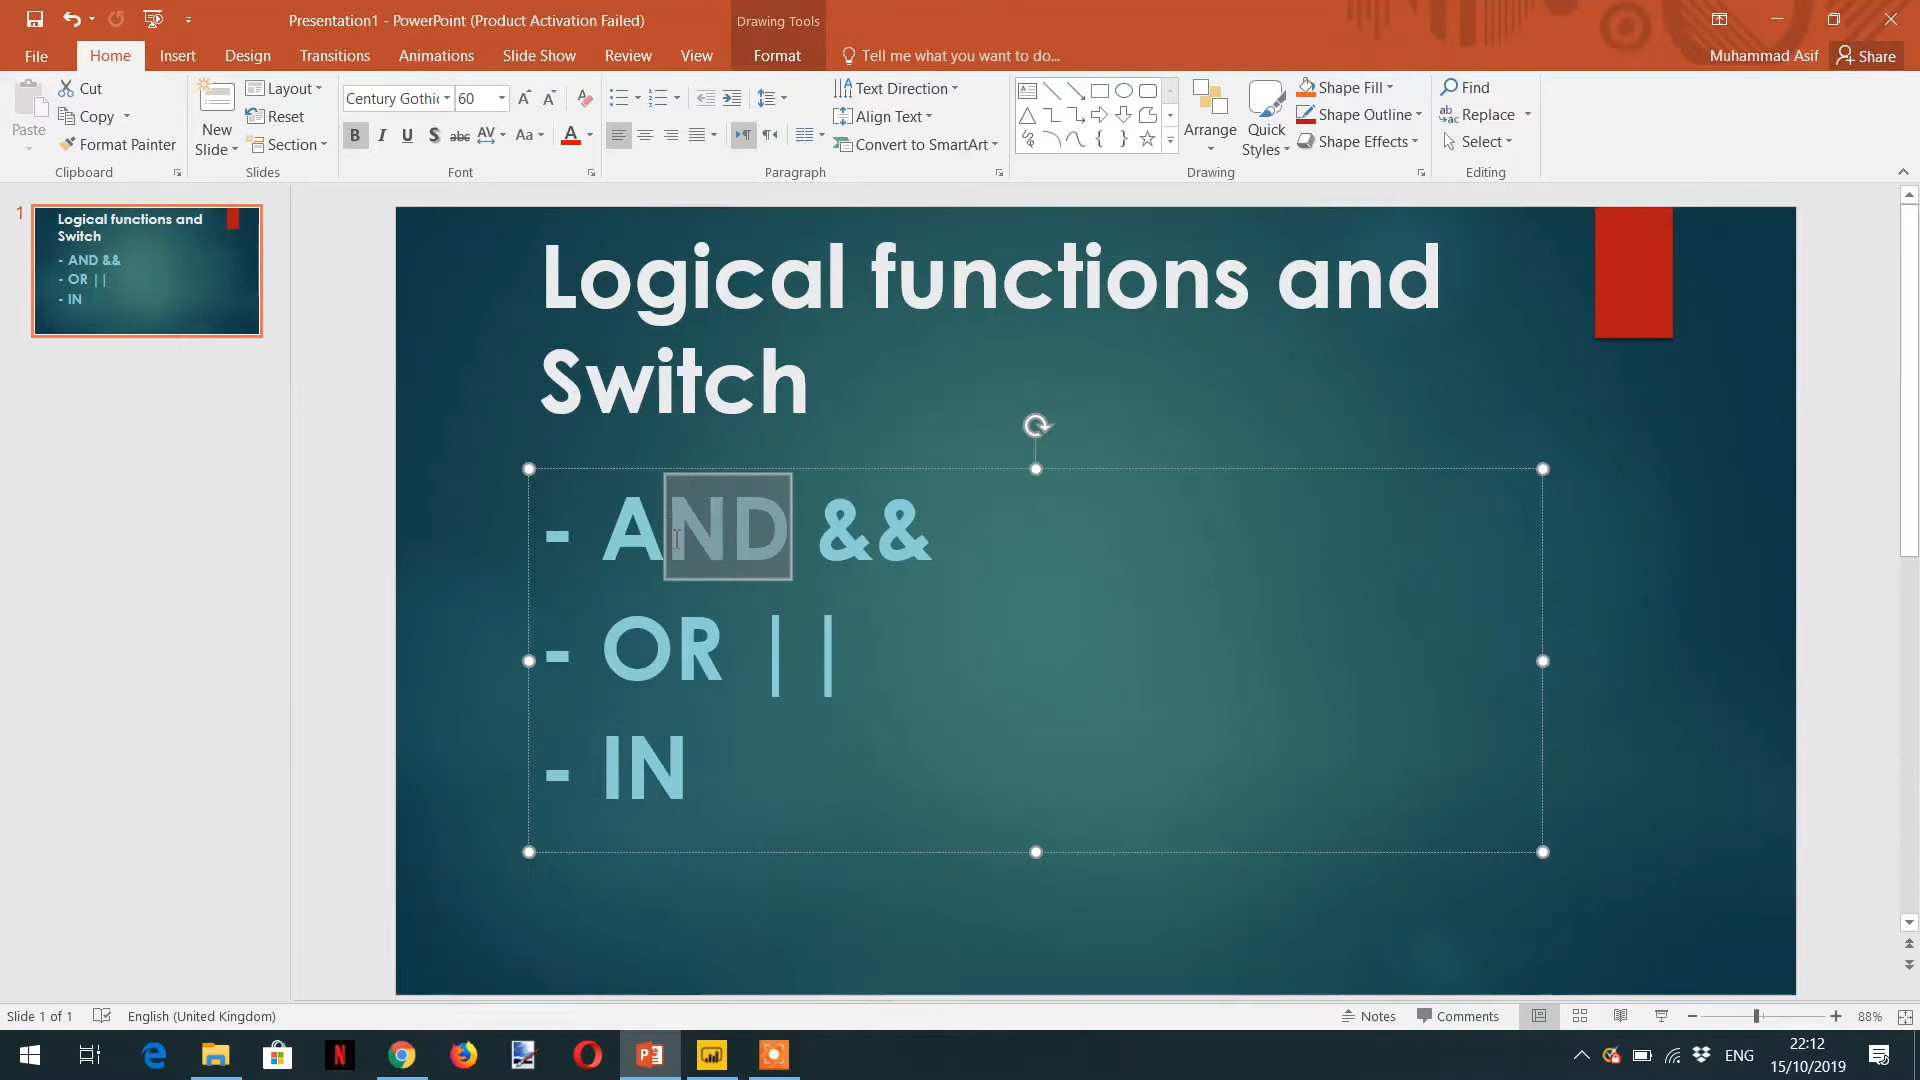 Presentation1 - PowerPoint (Product Activation Failed)
Drawing Tools
File
Home
Insert
Design
Transitions
Animations
Slide Show
Review
View
Format
Tell me what you want to do...
Muhammad Asif
Share
Paste
Cut
Copy
Format Painter
Clipboard
New
Slide
Layout
Reset
Section
Slides
Century Gothic
60
B I U S abc AV Aa A
Font
Text Direction
Align Text
Convert to SmartArt
Paragraph
Arrange
Quick
Styles
Shape Fill
Shape Outline
Shape Effects
Drawing
Find
Replace
Select
Editing
1
Logical functions and
Switch
- AND &&
- OR ||
- IN
Logical functions and
Switch
- AND &&
- OR ||
- IN
Slide 1 of 1
English (United Kingdom)
Notes
Comments
88%
ENG
22:12
15/10/2019